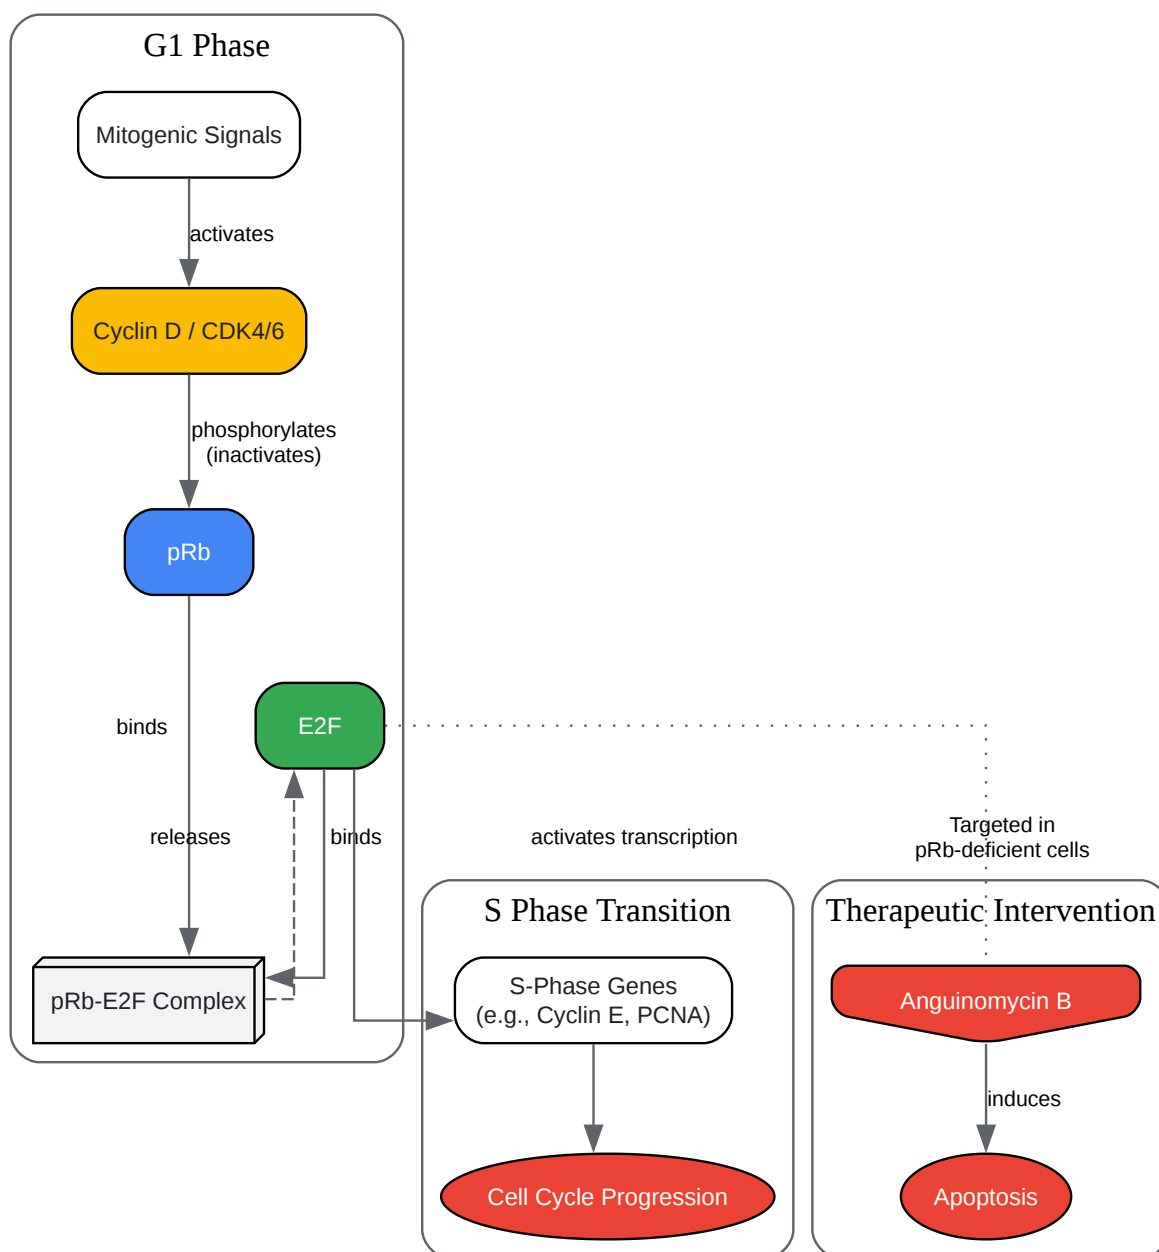 G1 Phase
Mitogenic Signals
activates
Cyclin D / CDK4/6
phosphorylates
(inactivates)
pRb
binds
E2F
releases
binds
activates transcription
Targeted in
pRb-deficient cells
S Phase Transition
Therapeutic Intervention
pRb-E2F Complex
S-Phase Genes
(e.g., Cyclin E, PCNA)
Anguinomycin B
induces
Cell Cycle Progression
Apoptosis